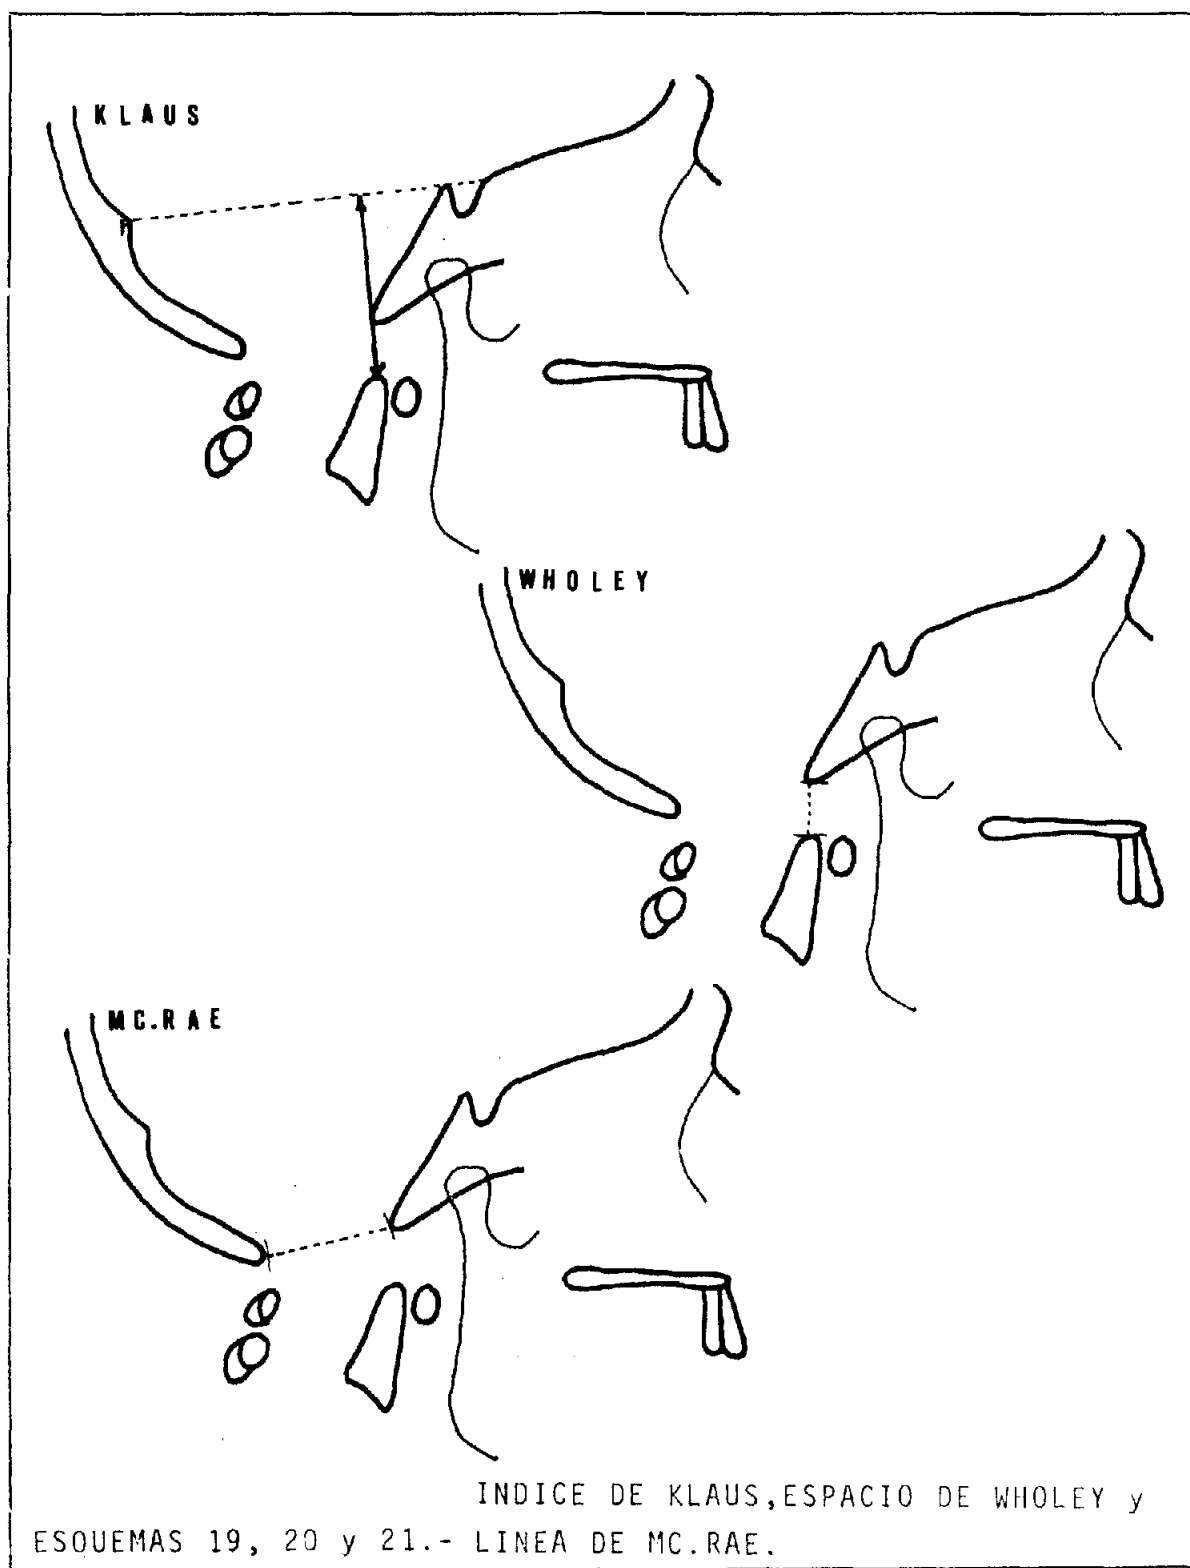 KLAUS
WHOLEY
MC.RAE
INDICE DE KLAUS, ESPACIO DE WHOLEY y
ESQUEMAS 19, 20 y 21.- LINEA DE MC.RAE.